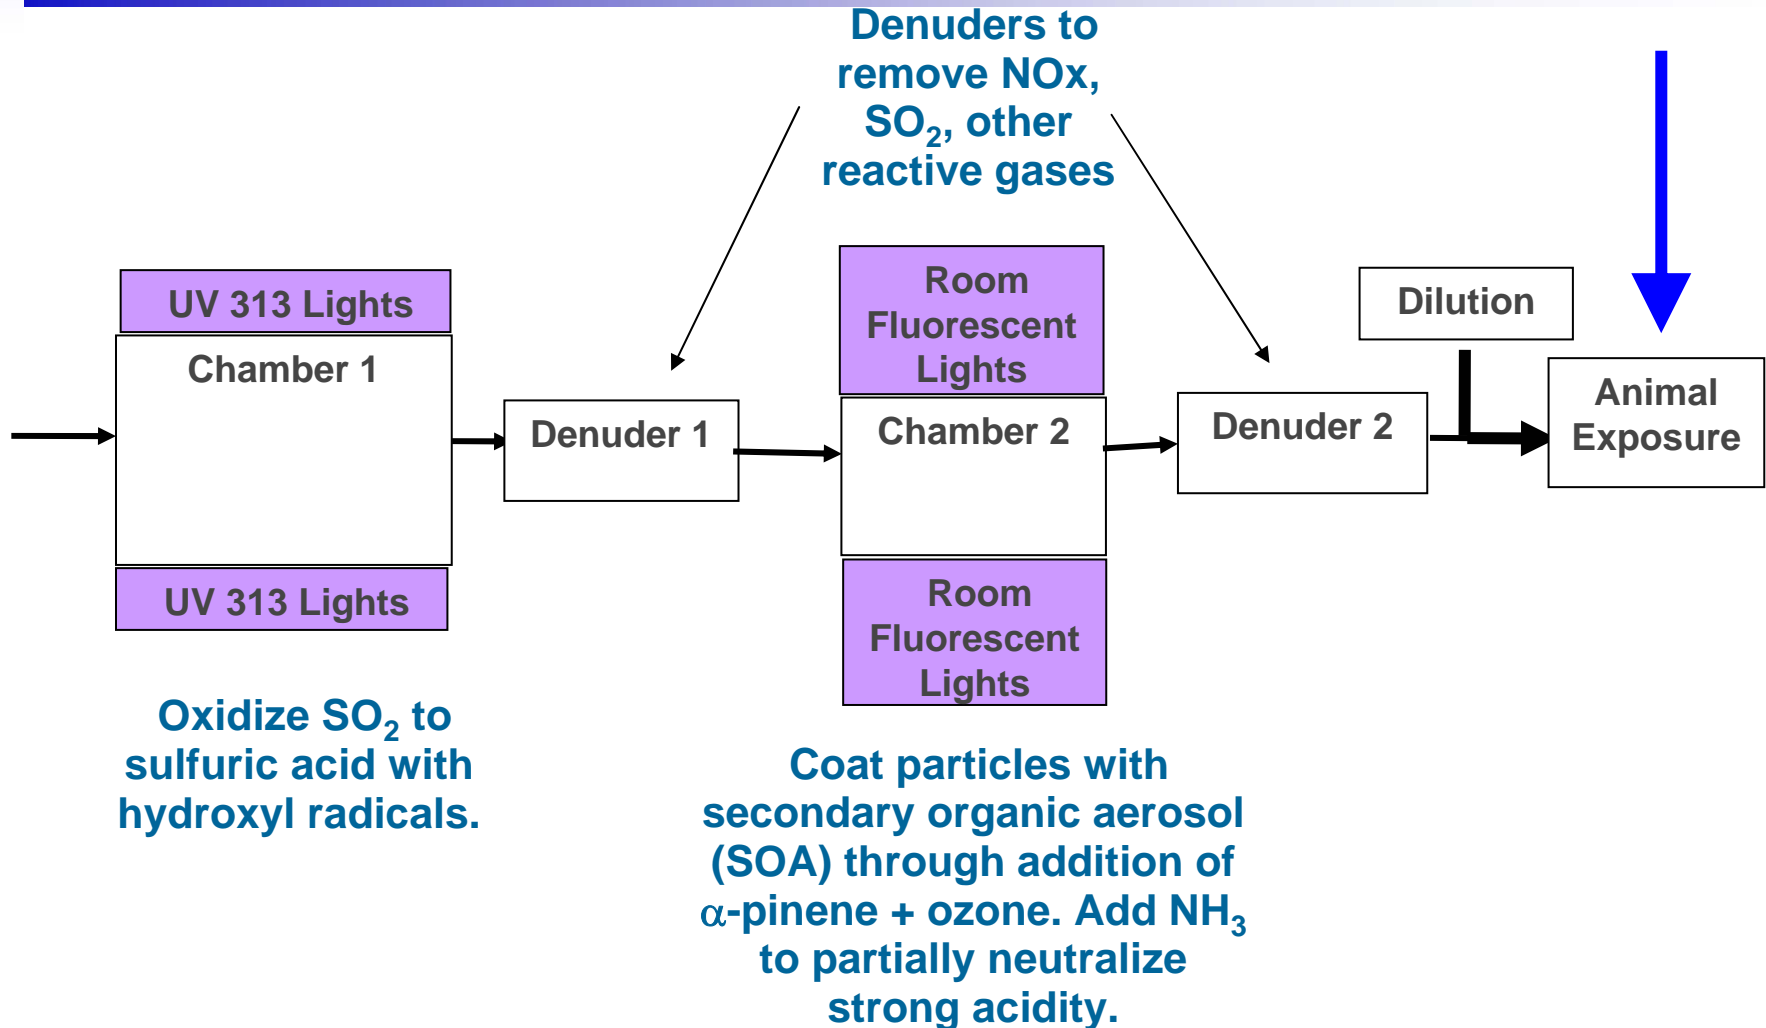 Denuders to
remove NOx,
SO₂, other
reactive gases
UV 313 Lights
Chamber 1
UV 313 Lights
Denuder 1
Room
Fluorescent
Lights
Chamber 2
Room
Fluorescent
Lights
Denuder 2
Dilution
Animal
Exposure
Oxidize SO₂ to
sulfuric acid with
hydroxyl radicals.
Coat particles with
secondary organic aerosol
(SOA) through addition of
α-pinene + ozone. Add NH₃
to partially neutralize
strong acidity.